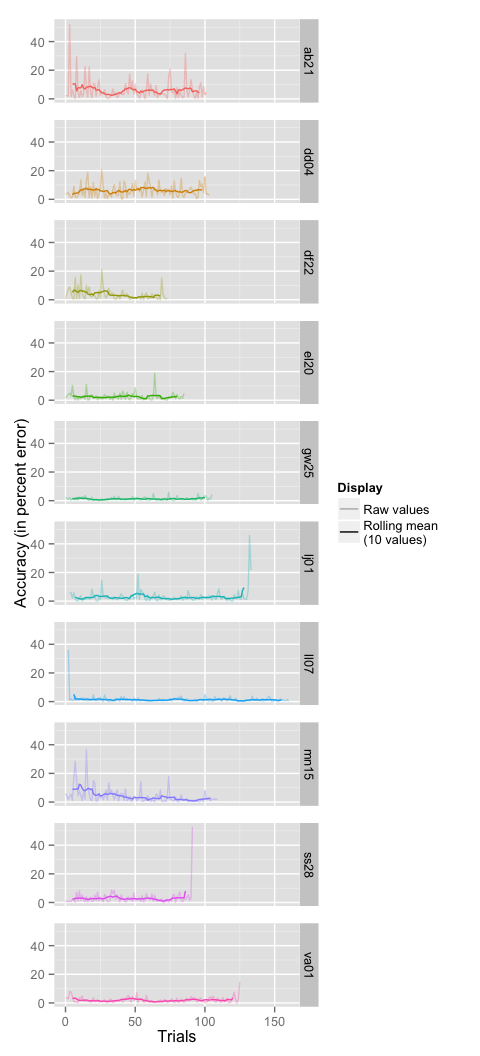 40
20
0
ab21
40
20
0
dd04
40
20
0
df22
40
20
0
el20
40
20
0
gw25
40
20
0
lj01
40
20
0
ll07
40
20
0
mn15
40
20
0
ss28
40
20
0
va01
0 50 100 150
Trials
Accuracy (in percent error)
Display
Raw values
Rolling mean
(10 values)